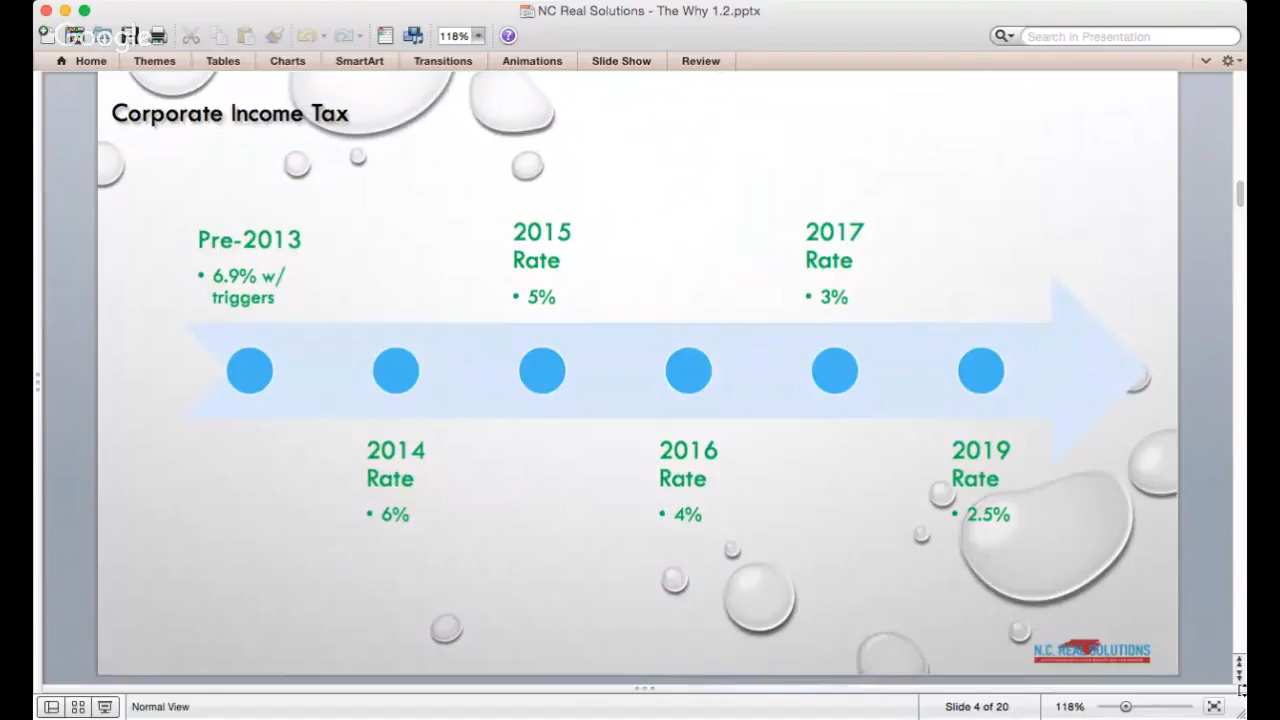 NC Real Solutions - The Why 1.2.pptx
Google
118%
Search in Presentation
Home Themes Tables Charts SmartArt Transitions Animations Slide Show Review
Corporate Income Tax
Pre-2013
• 6.9% w/
triggers
2014
Rate
• 6%
2015
Rate
• 5%
2016
Rate
• 4%
2017
Rate
• 3%
2019
Rate
• 2.5%
N.C. REAL SOLUTIONS
Normal View
Slide 4 of 20
118%